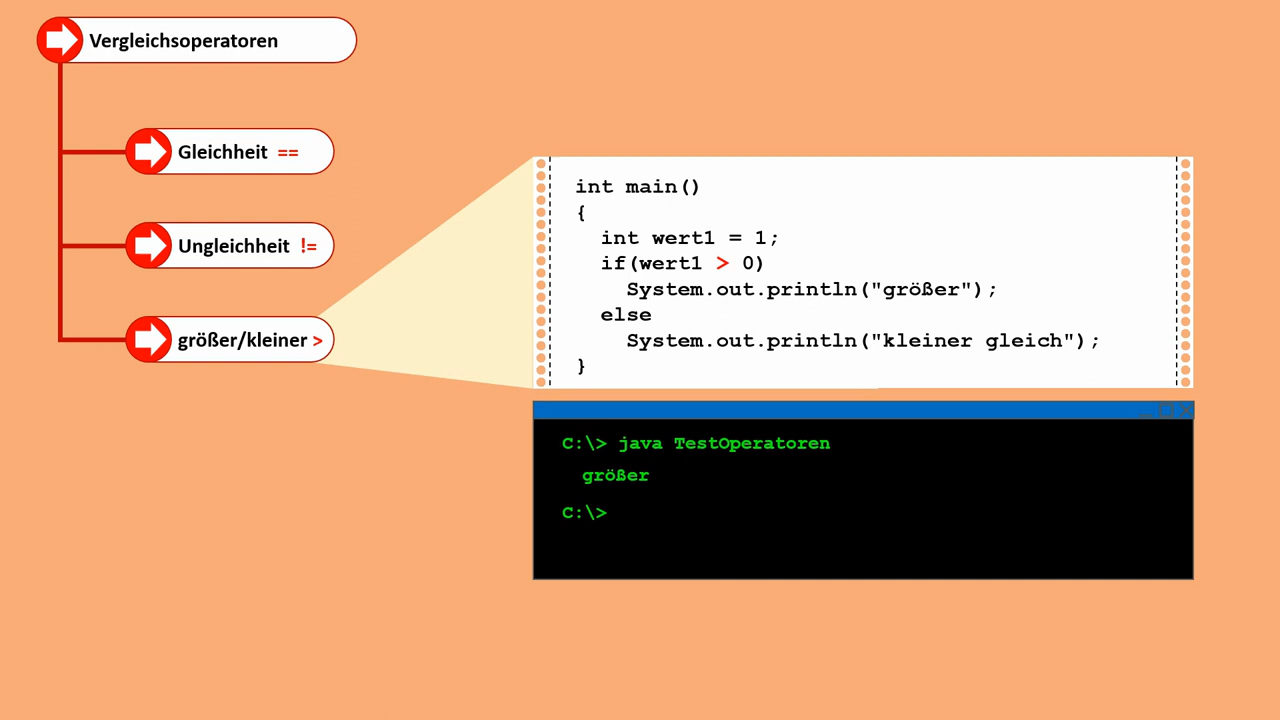 Vergleichsoperatoren
Gleichheit ==
Ungleichheit !=
größer/kleiner >
int main()
{
int wert1 = 1;
if(wert1 > 0)
System.out.println("größer");
else
System.out.println("kleiner gleich");
}
C:\> java TestOperatoren
größer
C:\>